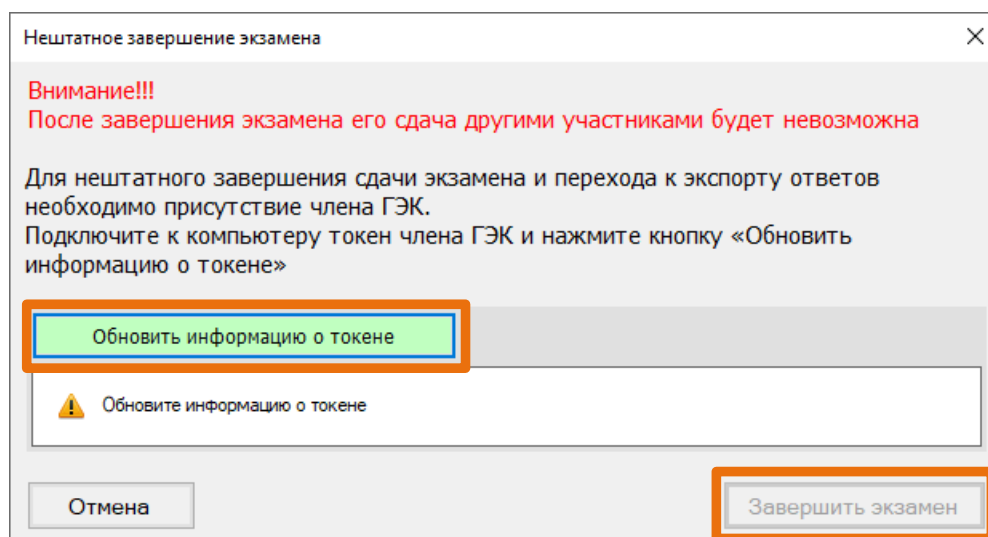 Нештатное завершение экзамена
Внимание!!!
После завершения экзамена его сдача другими участниками будет невозможна
Для нештатного завершения сдачи экзамена и перехода к экспорту ответов
необходимо присутствие члена ГЭК.
Подключите к компьютеру токен члена ГЭК и нажмите кнопку «Обновить
информацию о токене»
Обновить информацию о токене
Обновите информацию о токене
Отмена
Завершить экзамен